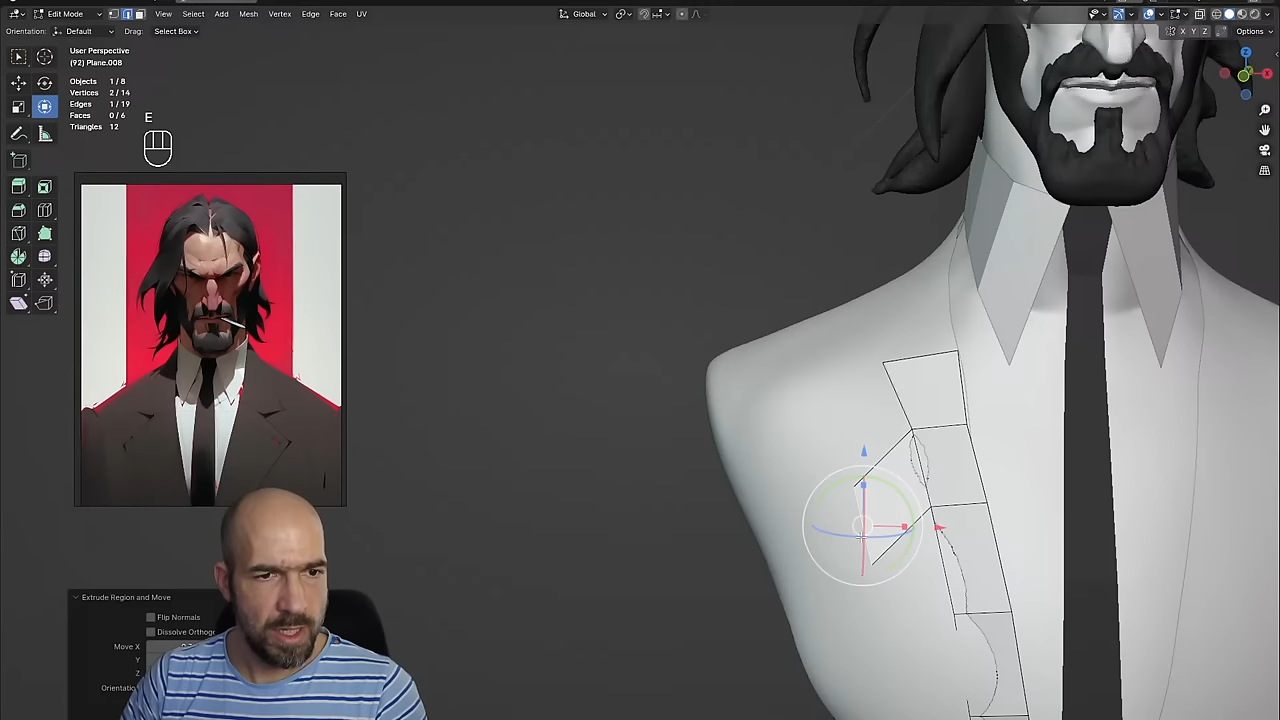 Edit Mode View Select Add Mesh Vertex Edge Face UV Global
Orientation: Default Drag: Select Box X Y Z Options
User Perspective
(92) Plane.008
Objects 1/8
Vertices 2/14
Edges 1/19
Faces 0/6
Triangles 12
E
Z
X
Extrude Region and Move
Flip Normals
Dissolve Orthog
Move X
Y
Z
Orientatio